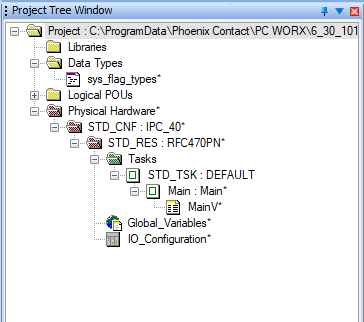 Project Tree Window
Project : C:\ProgramData\Phoenix Contact\PC WORX\6_30_101
Libraries
Data Types
sys_flag_types*
Logical POUs
Physical Hardware*
STD_CNF : IPC_40*
STD_RES : RFC470PN*
Tasks
STD_TSK : DEFAULT
Main : Main*
MainV*
Global_Variables*
IO_Configuration*